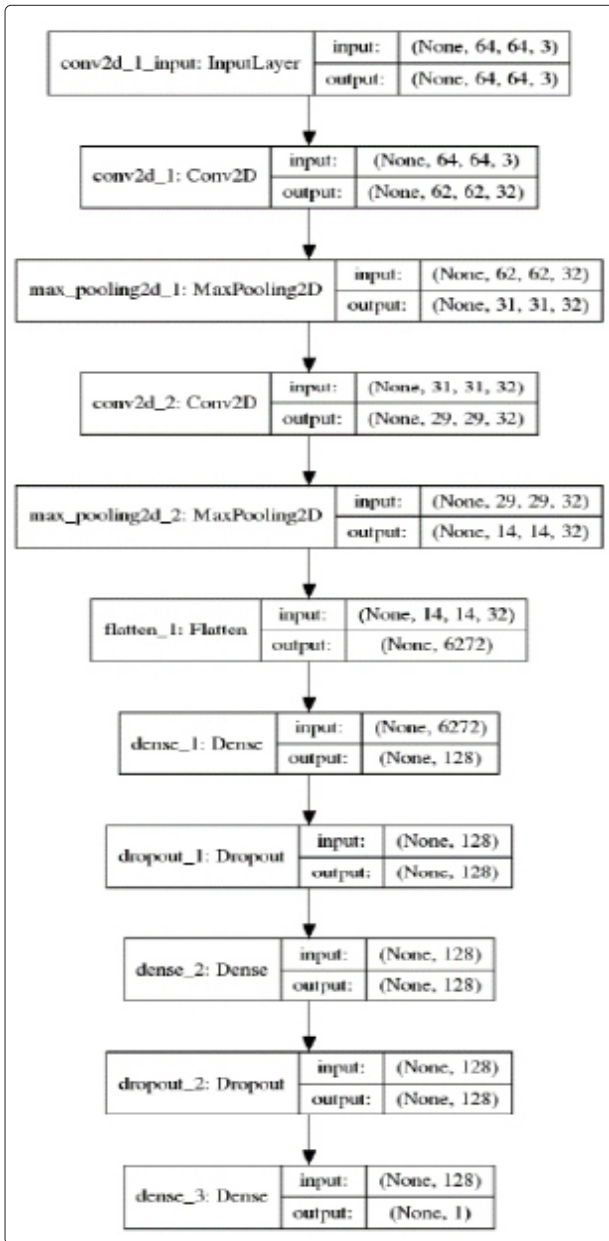 conv2d_1_input: InputLayer
input: (None, 64, 64, 3)
output: (None, 64, 64, 3)
conv2d_1: Conv2D
input: (None, 64, 64, 3)
output: (None, 62, 62, 32)
max_pooling2d_1: MaxPooling2D
input: (None, 62, 62, 32)
output: (None, 31, 31, 32)
conv2d_2: Conv2D
input: (None, 31, 31, 32)
output: (None, 29, 29, 32)
max_pooling2d_2: MaxPooling2D
input: (None, 29, 29, 32)
output: (None, 14, 14, 32)
flatten_1: Flatten
input: (None, 14, 14, 32)
output: (None, 6272)
dense_1: Dense
input: (None, 6272)
output: (None, 128)
dropout_1: Dropout
input: (None, 128)
output: (None, 128)
dense_2: Dense
input: (None, 128)
output: (None, 128)
dropout_2: Dropout
input: (None, 128)
output: (None, 128)
dense_3: Dense
input: (None, 128)
output: (None, 1)